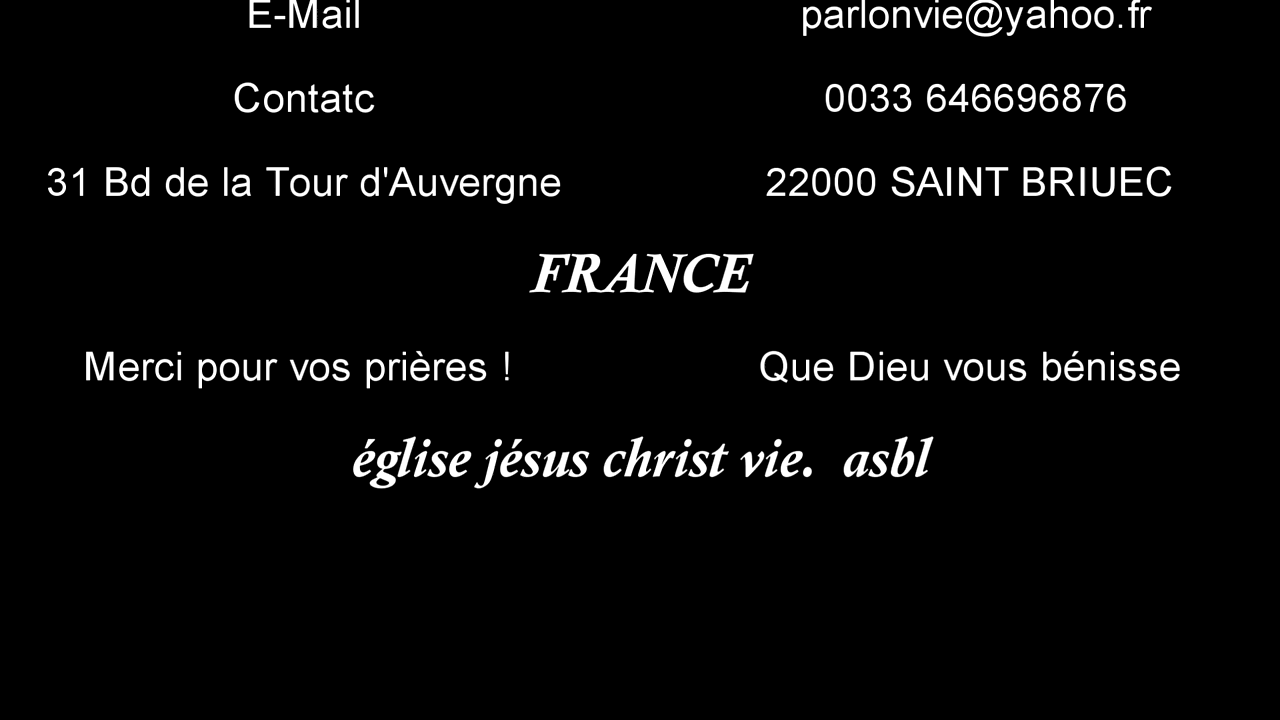 E-Mail parlonvie@yahoo.fr
Contatc 0033 646696876
31 Bd de la Tour d'Auvergne 22000 SAINT BRIUEC
FRANCE
Merci pour vos prières ! Que Dieu vous bénisse
église jésus christ vie. asbl